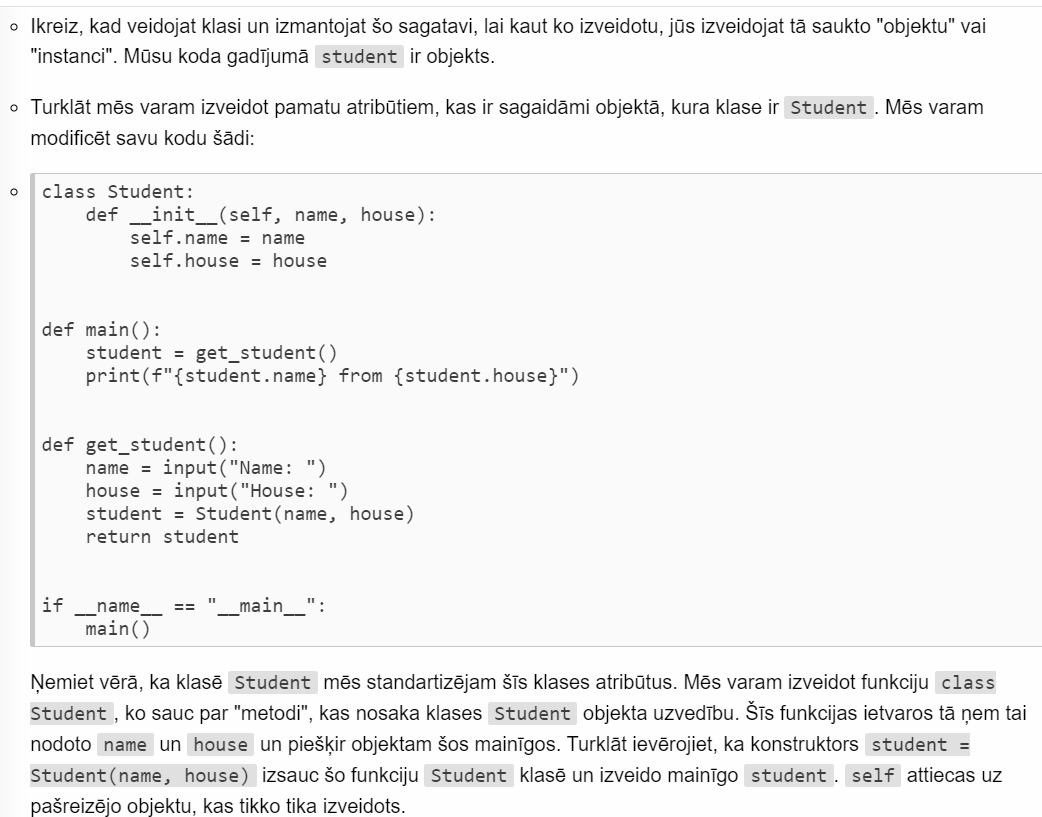 Ikreiz, kad veidojat klasi un izmantojat šo sagatavi, lai kaut ko izveidotu, jūs izveidojat tā saukto "objektu" vai
"instanci". Mūsu koda gadījumā student ir objekts.
Turklāt mēs varam izveidot pamatu atribūtiem, kas ir sagaidāmi objektā, kura klase ir Student . Mēs varam
modificēt savu kodu šādi:
class Student:
    def __init__(self, name, house):
        self.name = name
        self.house = house
def main():
    student = get_student()
    print(f"{student.name} from {student.house}")
def get_student():
    name = input("Name: ")
    house = input("House: ")
    student = Student(name, house)
    return student
if __name__ == "__main__":
    main()
Ņemiet vērā, ka klasē Student mēs standartizējam šīs klases atribūtus. Mēs varam izveidot funkciju class
Student , ko sauc par "metodi", kas nosaka klases Student objekta uzvedību. Šīs funkcijas ietvaros tā ņem tai
nodoto name un house un piešķir objektam šos mainīgos. Turklāt ievērojiet, ka konstruktors student =
Student(name, house) izsauc šo funkciju Student klasē un izveido mainīgo student . self attiecas uz
pašreizējo objektu, kas tikko tika izveidots.